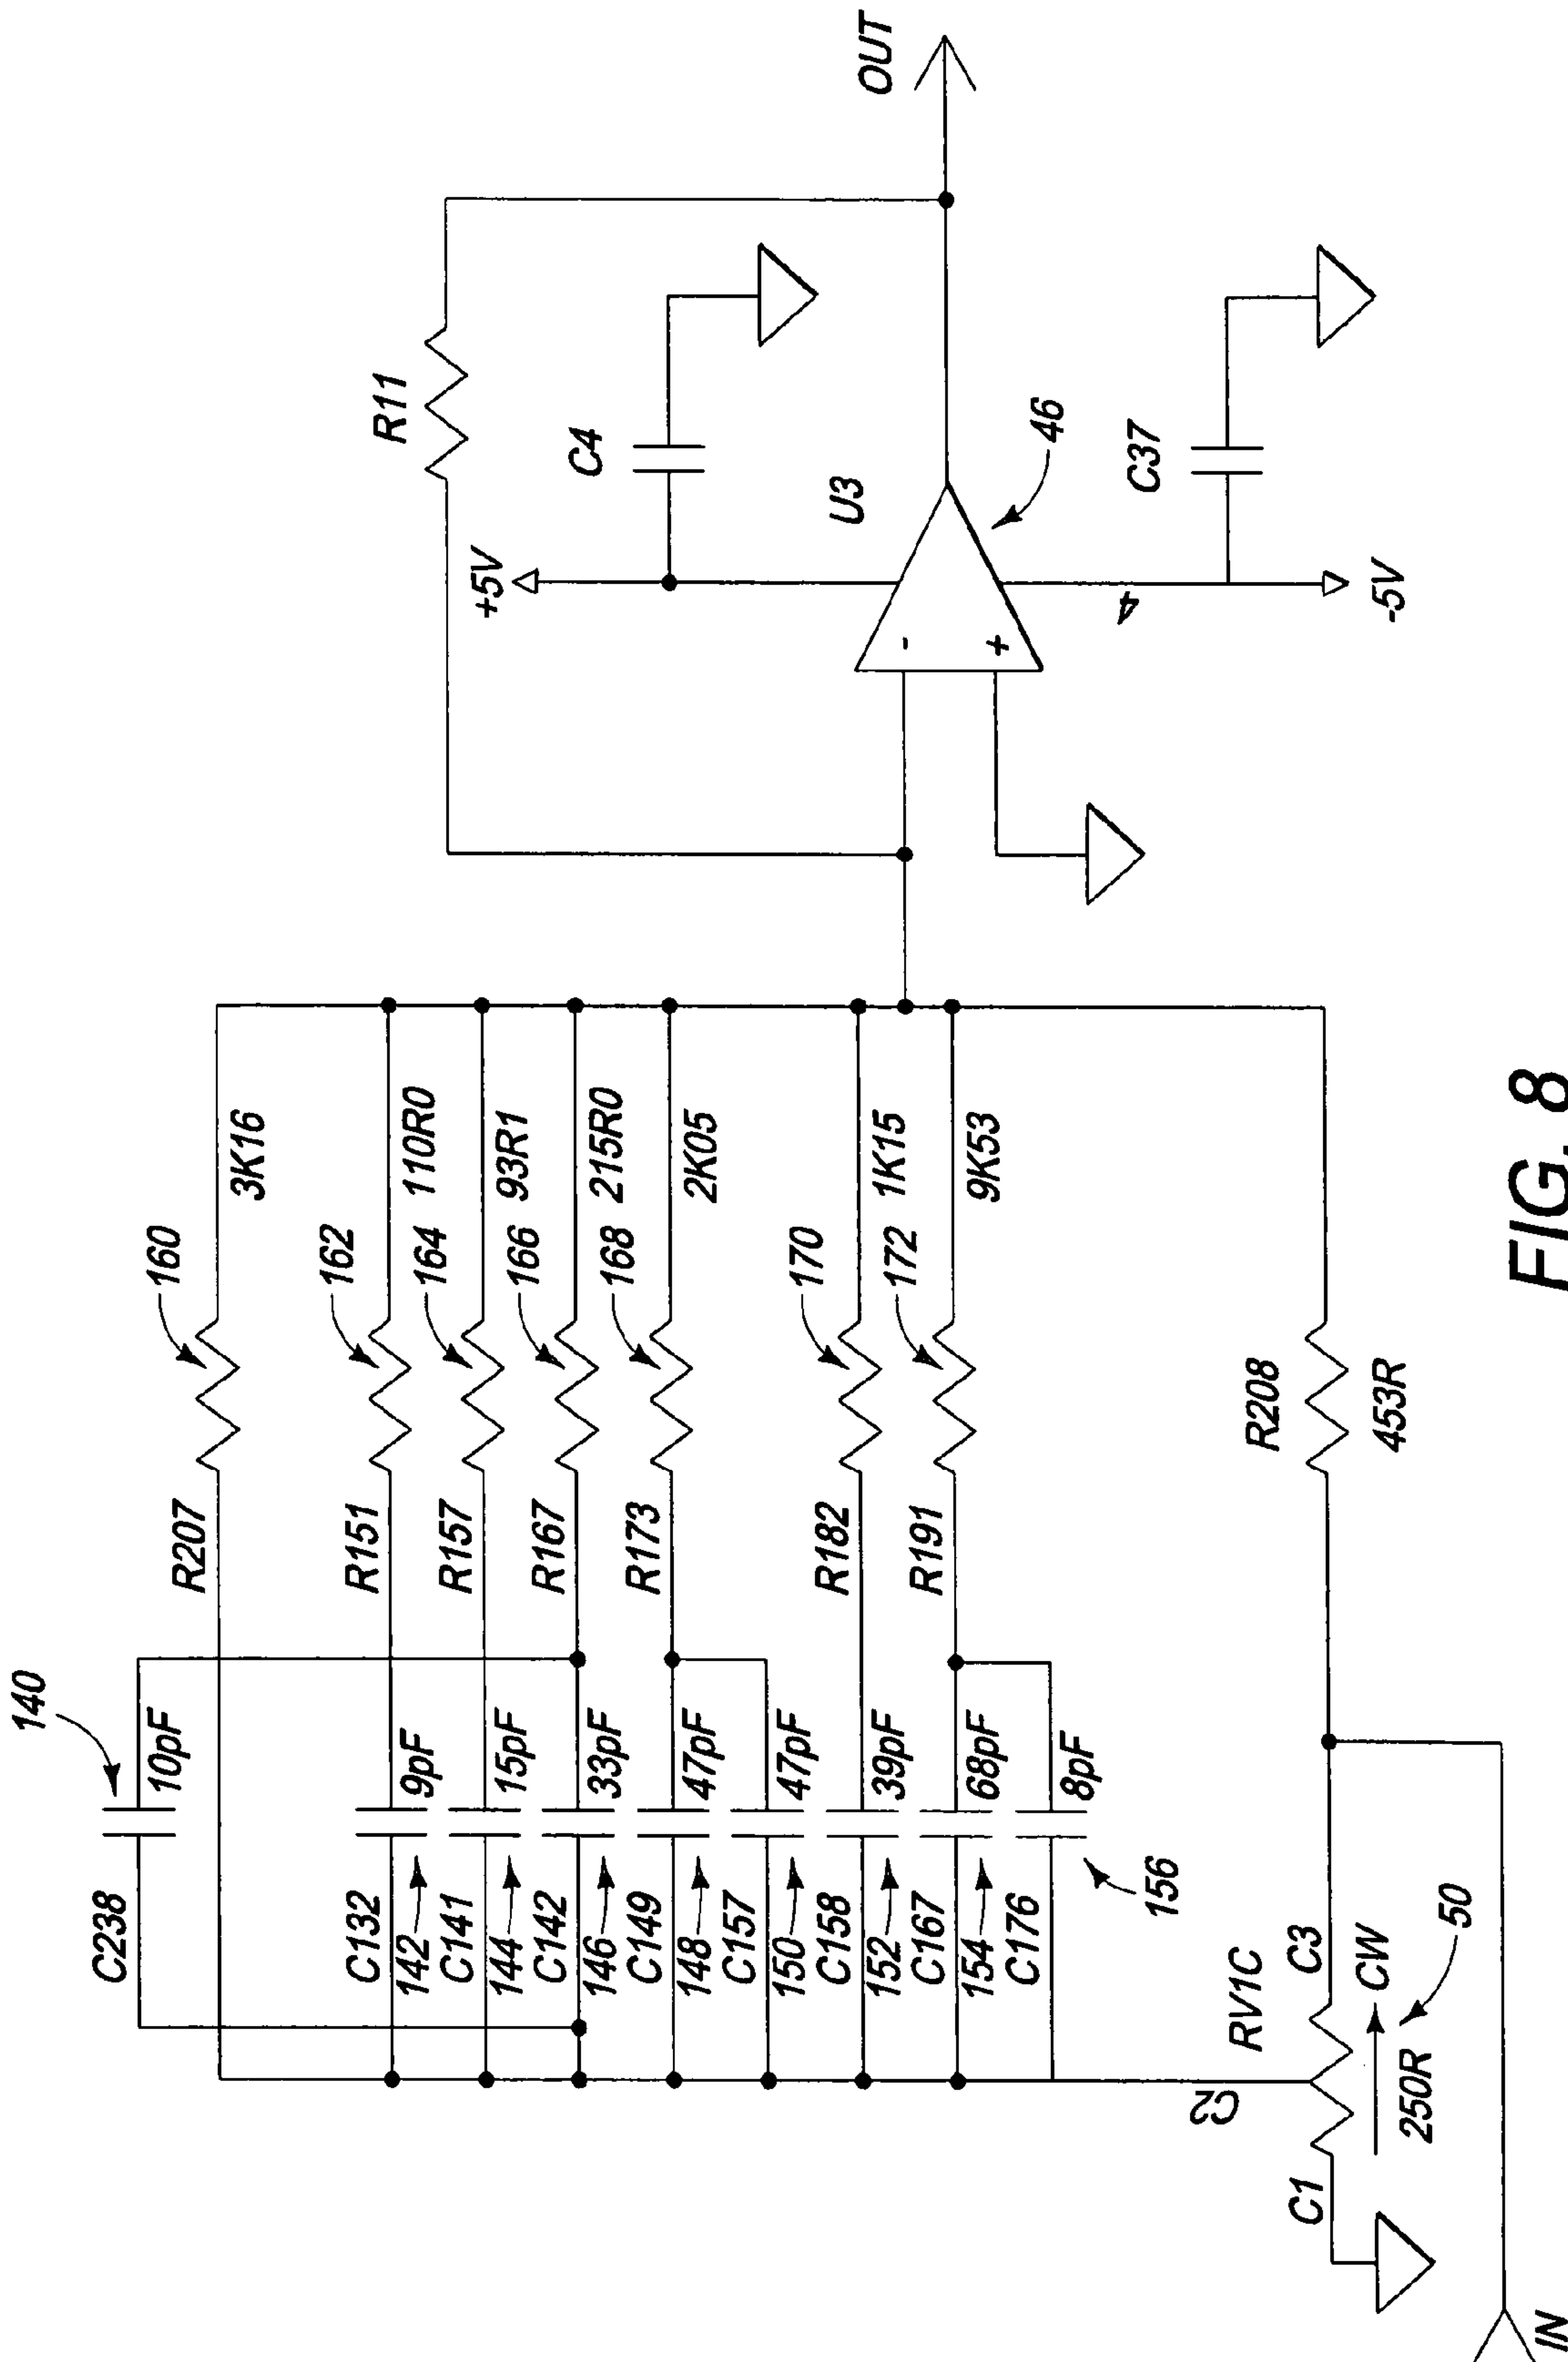 140
C238
10pF
R207
160
3K16
C132
142
9pF
R151
162
110R0
C141
144
15pF
R157
164
93R1
C142
146
33pF
R167
166
215R0
C149
148
47pF
R173
168
2K05
C157
150
47pF
C158
152
39pF
R182
170
1K15
C167
154
68pF
R191
172
9K53
C176
8pF
156
C2
RV1C
C1
C3
CW
250R
50
IN
R208
453R
R11
+5V
C4
U3
-
+
46
4
C37
-5V
OUT
FIG. 8